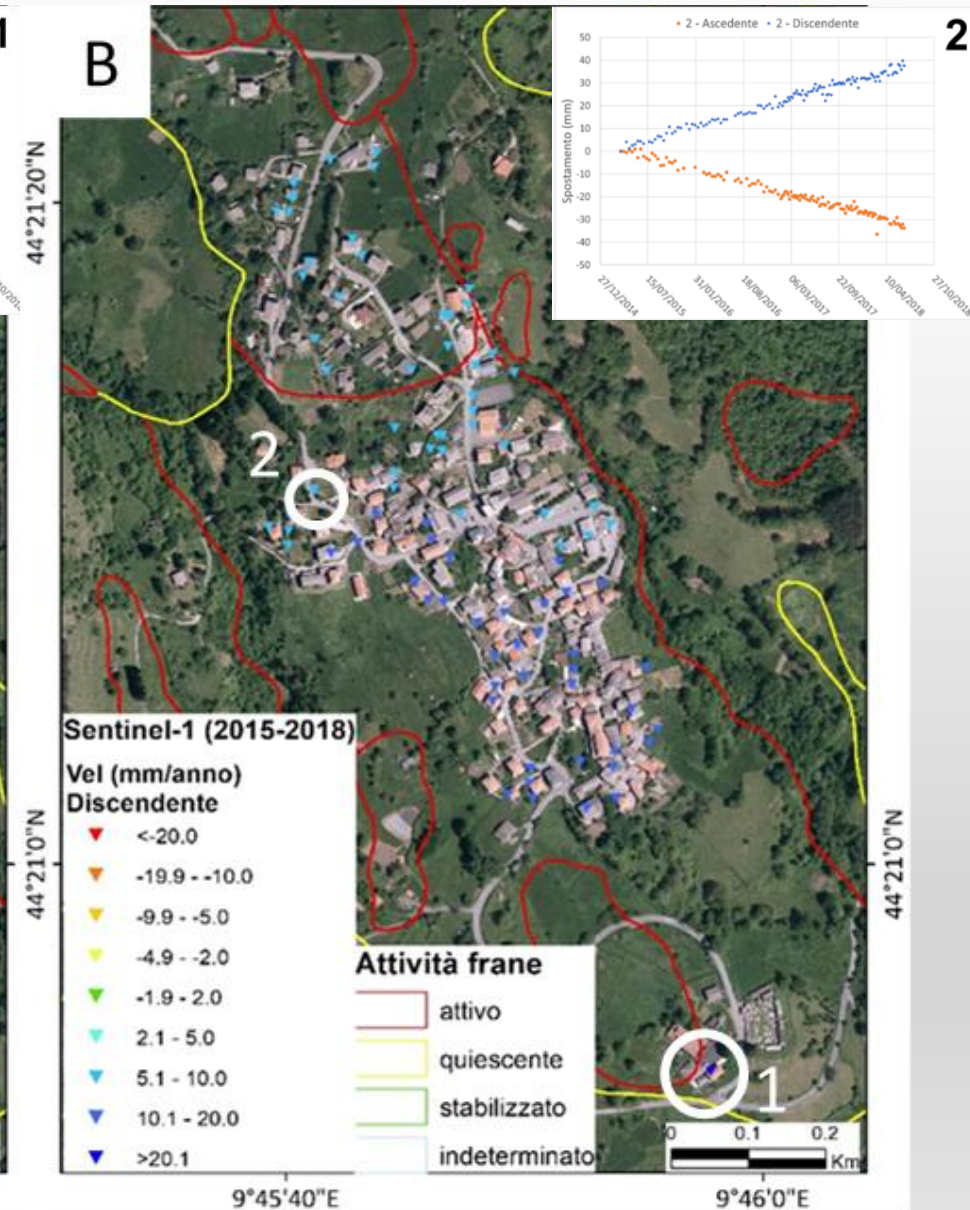 B
2 - Ascedente 2 - Discendente
2
Spostamento (mm)
50
40
30
20
10
0
-10
-20
-30
-40
-50
27/12/2014
15/07/2015
31/01/2016
18/08/2016
06/03/2017
22/09/2017
10/04/2018
27/10/2018
44°21'20"N
2
Sentinel-1 (2015-2018)
Vel (mm/anno)
Discendente
<-20.0
-19.9 - -10.0
-9.9 - -5.0
-4.9 - -2.0
-1.9 - 2.0
2.1 - 5.0
5.1 - 10.0
10.1 - 20.0
>20.1
44°21'0"N
44°21'0"N
Attività frane
attivo
quiescente
stabilizzato
indeterminato
1
0 0.1 0.2
Km
9°45'40"E
9°46'0"E